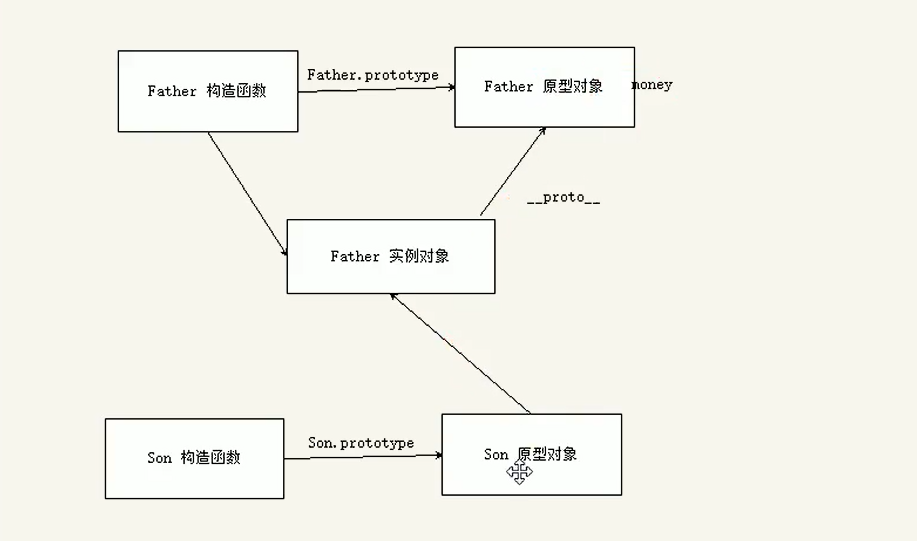 Father.prototype
Father 构造函数
Father 原型对象
money
__proto__
Father 实例对象
Son.prototype
Son 构造函数
Son 原型对象